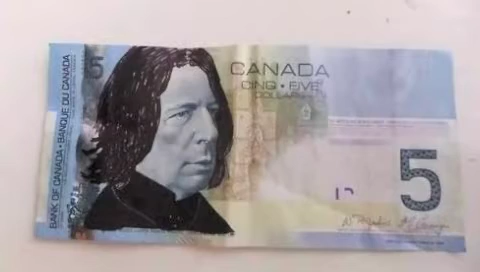 BANK OF CANADA • BANQUE DU CANADA
5
CANADA
CINQ • FIVE
DOLLARS
5